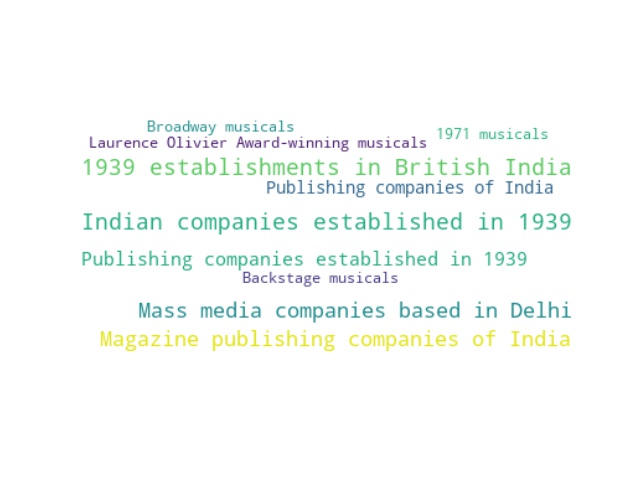 Broadway musicals
1971 musicals
Laurence Olivier Award-winning musicals
1939 establishments in British India
Publishing companies of India
Indian companies established in 1939
Publishing companies established in 1939
Backstage musicals
Mass media companies based in Delhi
Magazine publishing companies of India